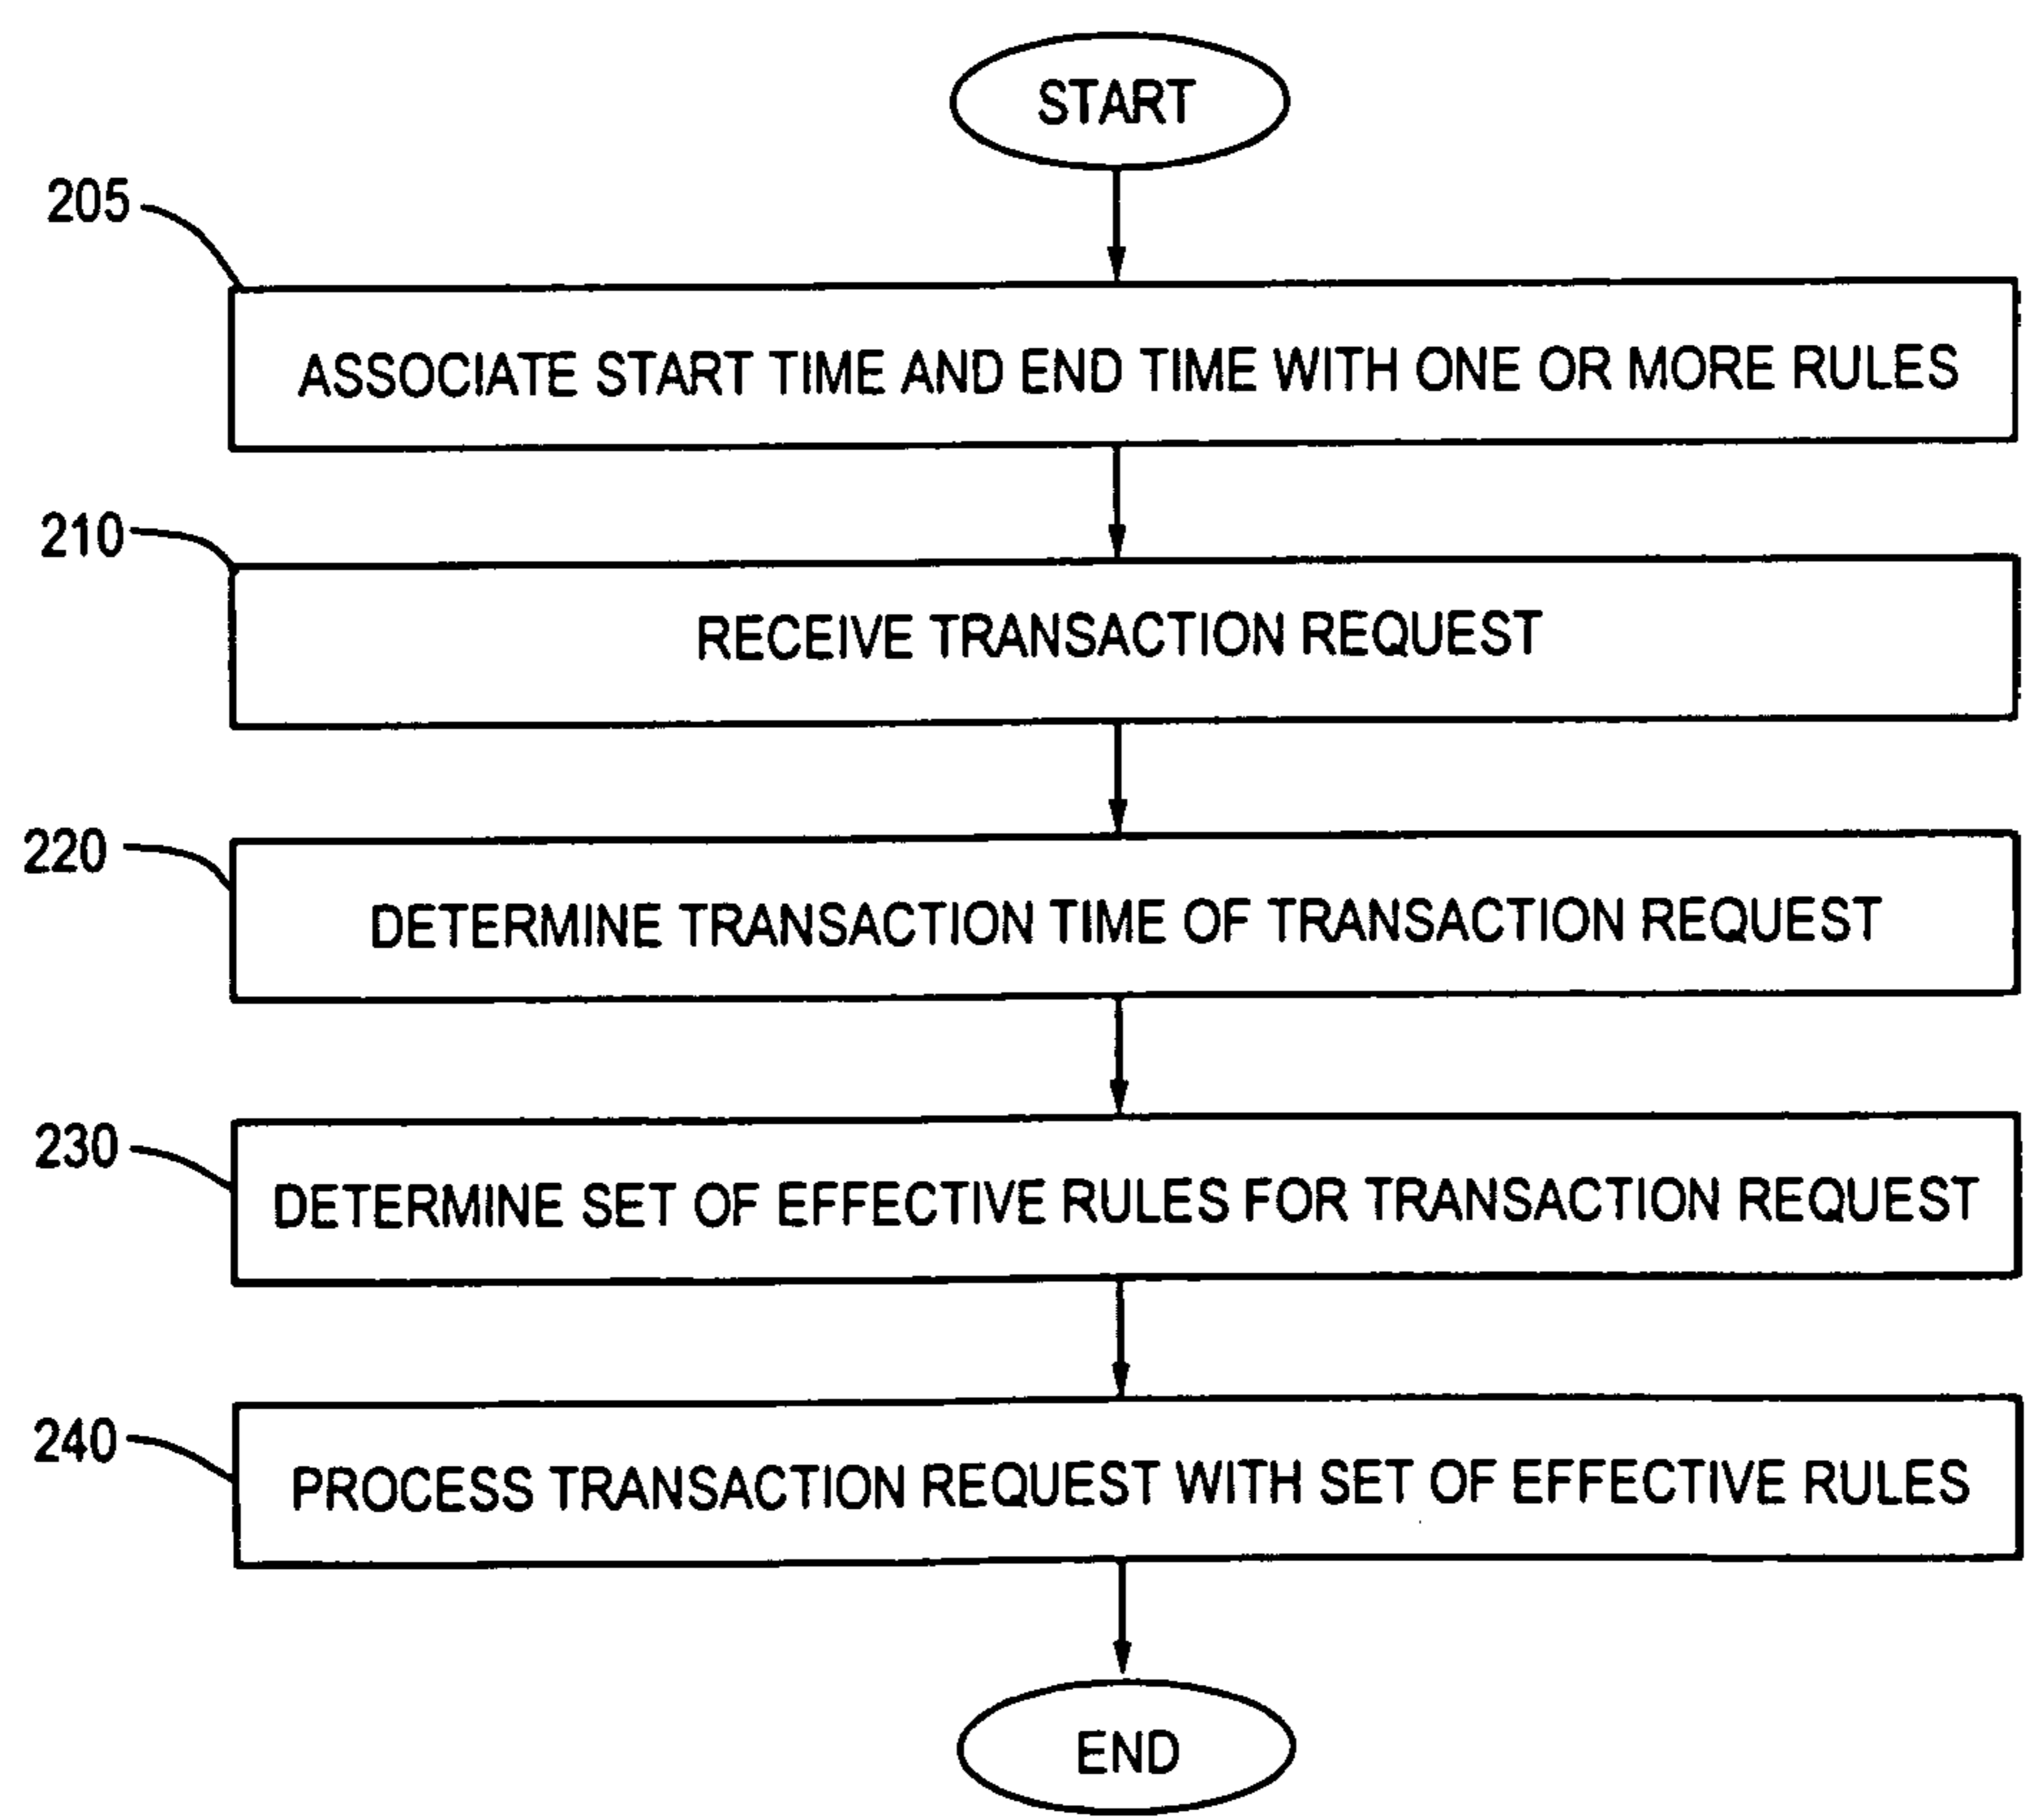 START
205
ASSOCIATE START TIME AND END TIME WITH ONE OR MORE RULES
210
RECEIVE TRANSACTION REQUEST
220
DETERMINE TRANSACTION TIME OF TRANSACTION REQUEST
230
DETERMINE SET OF EFFECTIVE RULES FOR TRANSACTION REQUEST
240
PROCESS TRANSACTION REQUEST WITH SET OF EFFECTIVE RULES
END